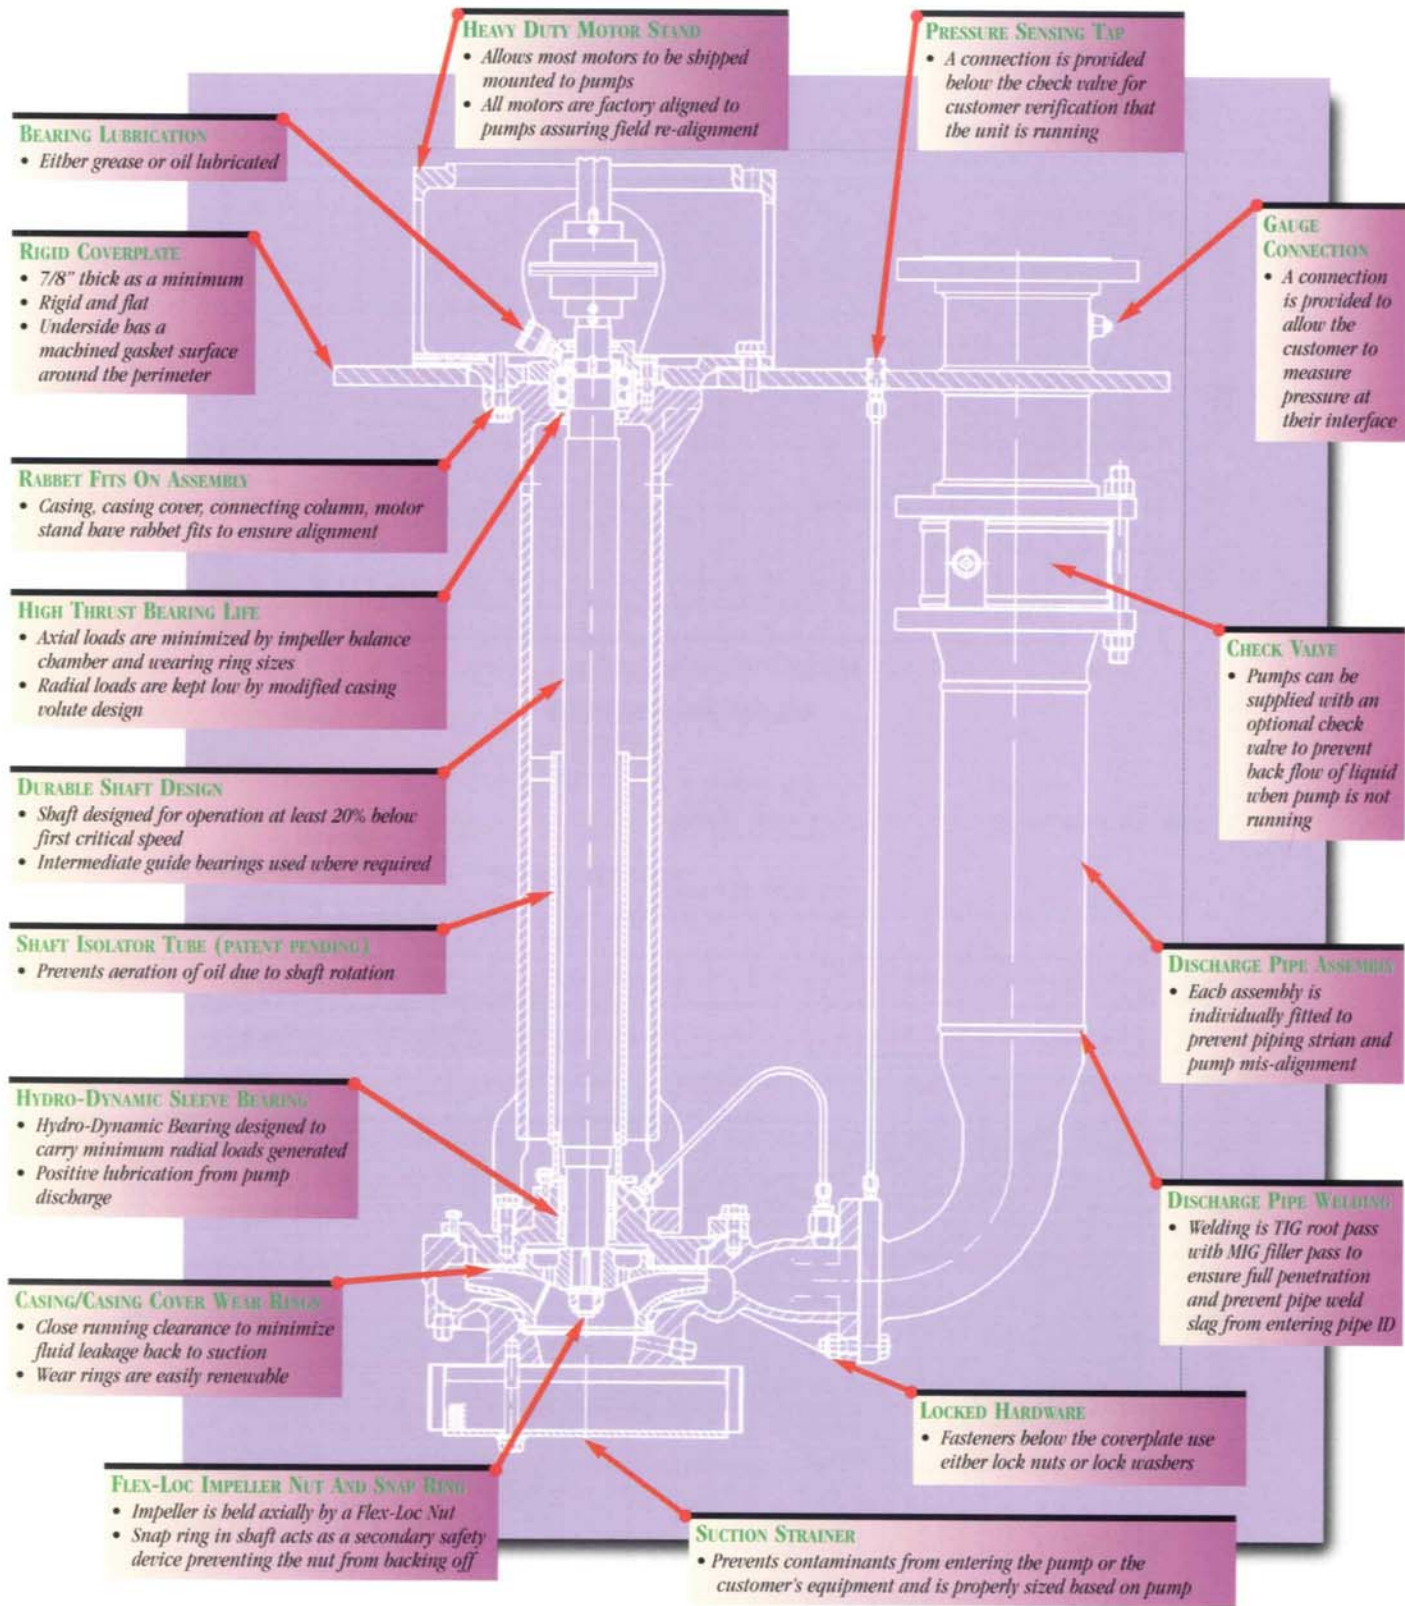 HEAVY DUTY MOTOR STAND
• Allows most motors to be shipped
mounted to pumps
• All motors are factory aligned to
pumps assuring field re-alignment
PRESSURE SENSING TAP
• A connection is provided
below the check valve for
customer verification that
the unit is running
BEARING LUBRICATION
• Either grease or oil lubricated
GAUGE
CONNECTION
• A connection
is provided to
allow the
customer to
measure
pressure at
their interface
RIGID COVERPLATE
• 7/8" thick as a minimum
• Rigid and flat
• Underside has a
machined gasket surface
around the perimeter
RABBET FITS ON ASSEMBLY
• Casing, casing cover, connecting column, motor
stand have rabbet fits to ensure alignment
HIGH THRUST BEARING LIFE
• Axial loads are minimized by impeller balance
chamber and wearing ring sizes
• Radial loads are kept low by modified casing
volute design
CHECK VALVE
• Pumps can be
supplied with an
optional check
valve to prevent
back flow of liquid
when pump is not
running
DURABLE SHAFT DESIGN
• Shaft designed for operation at least 20% below
first critical speed
• Intermediate guide bearings used where required
SHAFT ISOLATOR TUBE (PATENT PENDING)
• Prevents aeration of oil due to shaft rotation
DISCHARGE PIPE ASSEMBLY
• Each assembly is
individually fitted to
prevent piping strian and
pump mis-alignment
HYDRO-DYNAMIC SLEEVE BEARING
• Hydro-Dynamic Bearing designed to
carry minimum radial loads generated
• Positive lubrication from pump
discharge
DISCHARGE PIPE WELDING
• Welding is TIG root pass
with MIG filler pass to
ensure full penetration
and prevent pipe weld
slag from entering pipe ID
CASING/CASING COVER WEAR RINGS
• Close running clearance to minimize
fluid leakage back to suction
• Wear rings are easily renewable
LOCKED HARDWARE
• Fasteners below the coverplate use
either lock nuts or lock washers
FLEX-LOC IMPELLER NUT AND SNAP RING
• Impeller is held axially by a Flex-Loc Nut
• Snap ring in shaft acts as a secondary safety
device preventing the nut from backing off
SUCTION STRAINER
• Prevents contaminants from entering the pump or the
customer's equipment and is properly sized based on pump